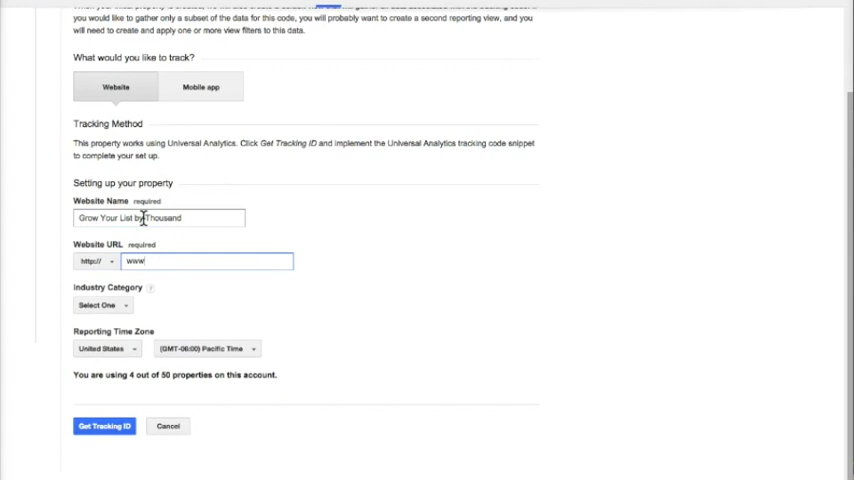 you would like to gather only a subset of the data for this code, you will probably want to create a second reporting view, and you
will need to create and apply one or more view filters to this data.
What would you like to track?
Website
Mobile app
Tracking Method
This property works using Universal Analytics. Click Get Tracking ID and implement the Universal Analytics tracking code snippet
to complete your set up.
Setting up your property
Website Name required
Grow Your List by Thousand
Website URL required
http://
www
Industry Category ?
Select One
Reporting Time Zone
United States
Pacific Time
You are using 4 out of 50 properties on this account.
Get Tracking ID
Cancel